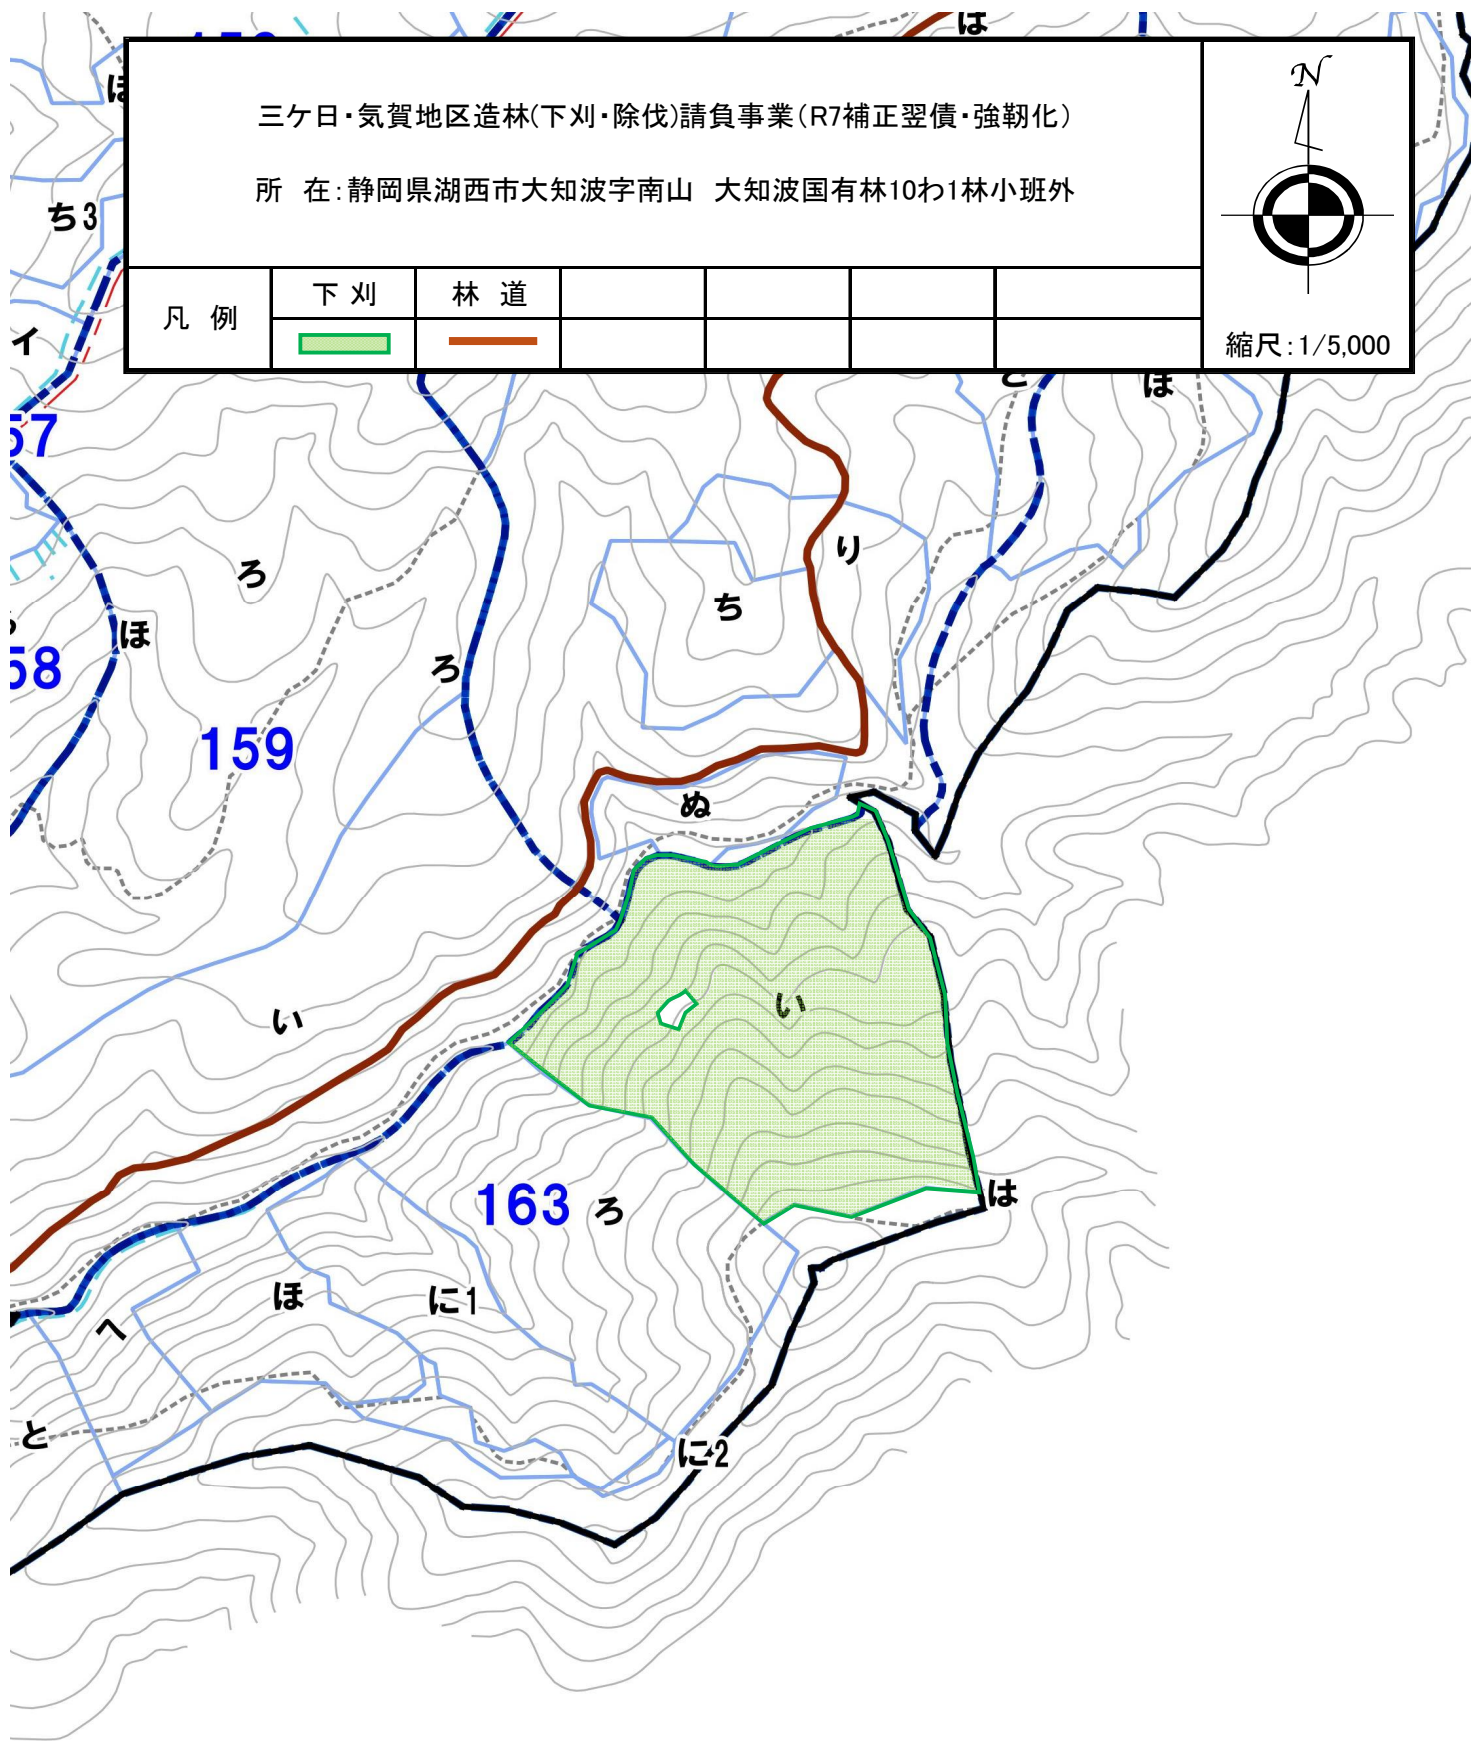 は
ほ
三ケ日・気賀地区造林(下刈・除伐)請負事業(R7補正翌債・強靭化)
N
所 在:静岡県湖西市大知波字南山 大知波国有林10わ1林小班外
ち3
凡 例
下 刈
林 道
イ
縮尺:1/5,000
と
ほ
57
り
ろ
ち
ほ
58
ろ
159
ぬ
い
い
163
ろ
は
ほ
に1
へ
と
に2